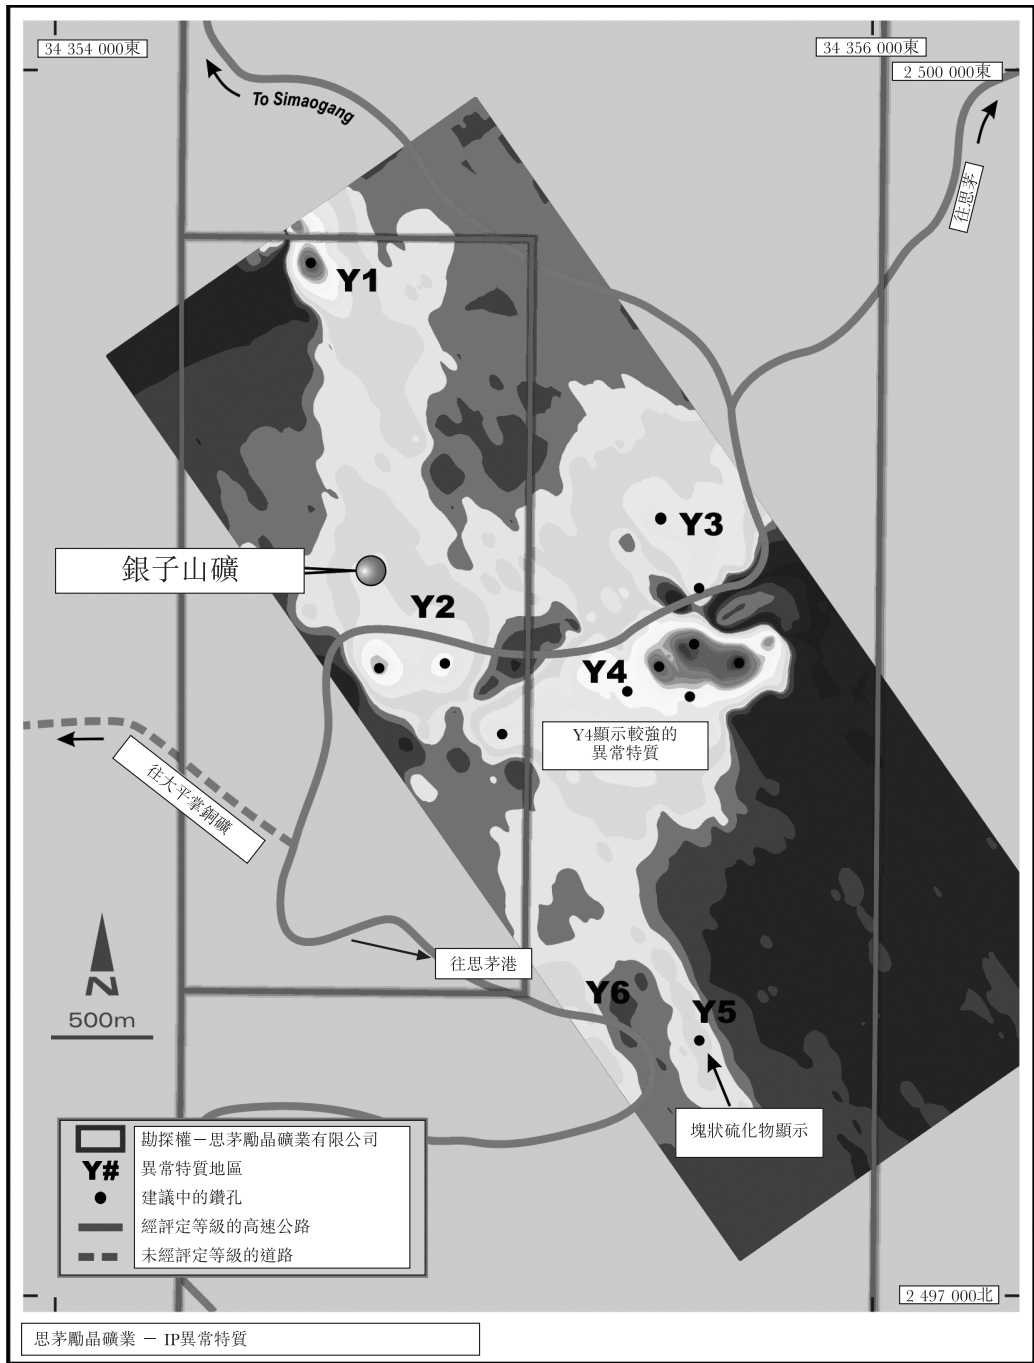 34 354 000東
34 356 000東
2 500 000東
To Simaogang
往思茅
Y1
Y3
銀子山礦
Y2
Y4
Y4顯示較強的
異常特質
往大平掌銅礦
往思茅港
N
500m
Y6
Y5
塊狀硫化物顯示
勘探權－思茅勵晶礦業有限公司
Y# 異常特質地區
建議中的鑽孔
經評定等級的高速公路
未經評定等級的道路
2 497 000北
思茅勵晶礦業 － IP異常特質